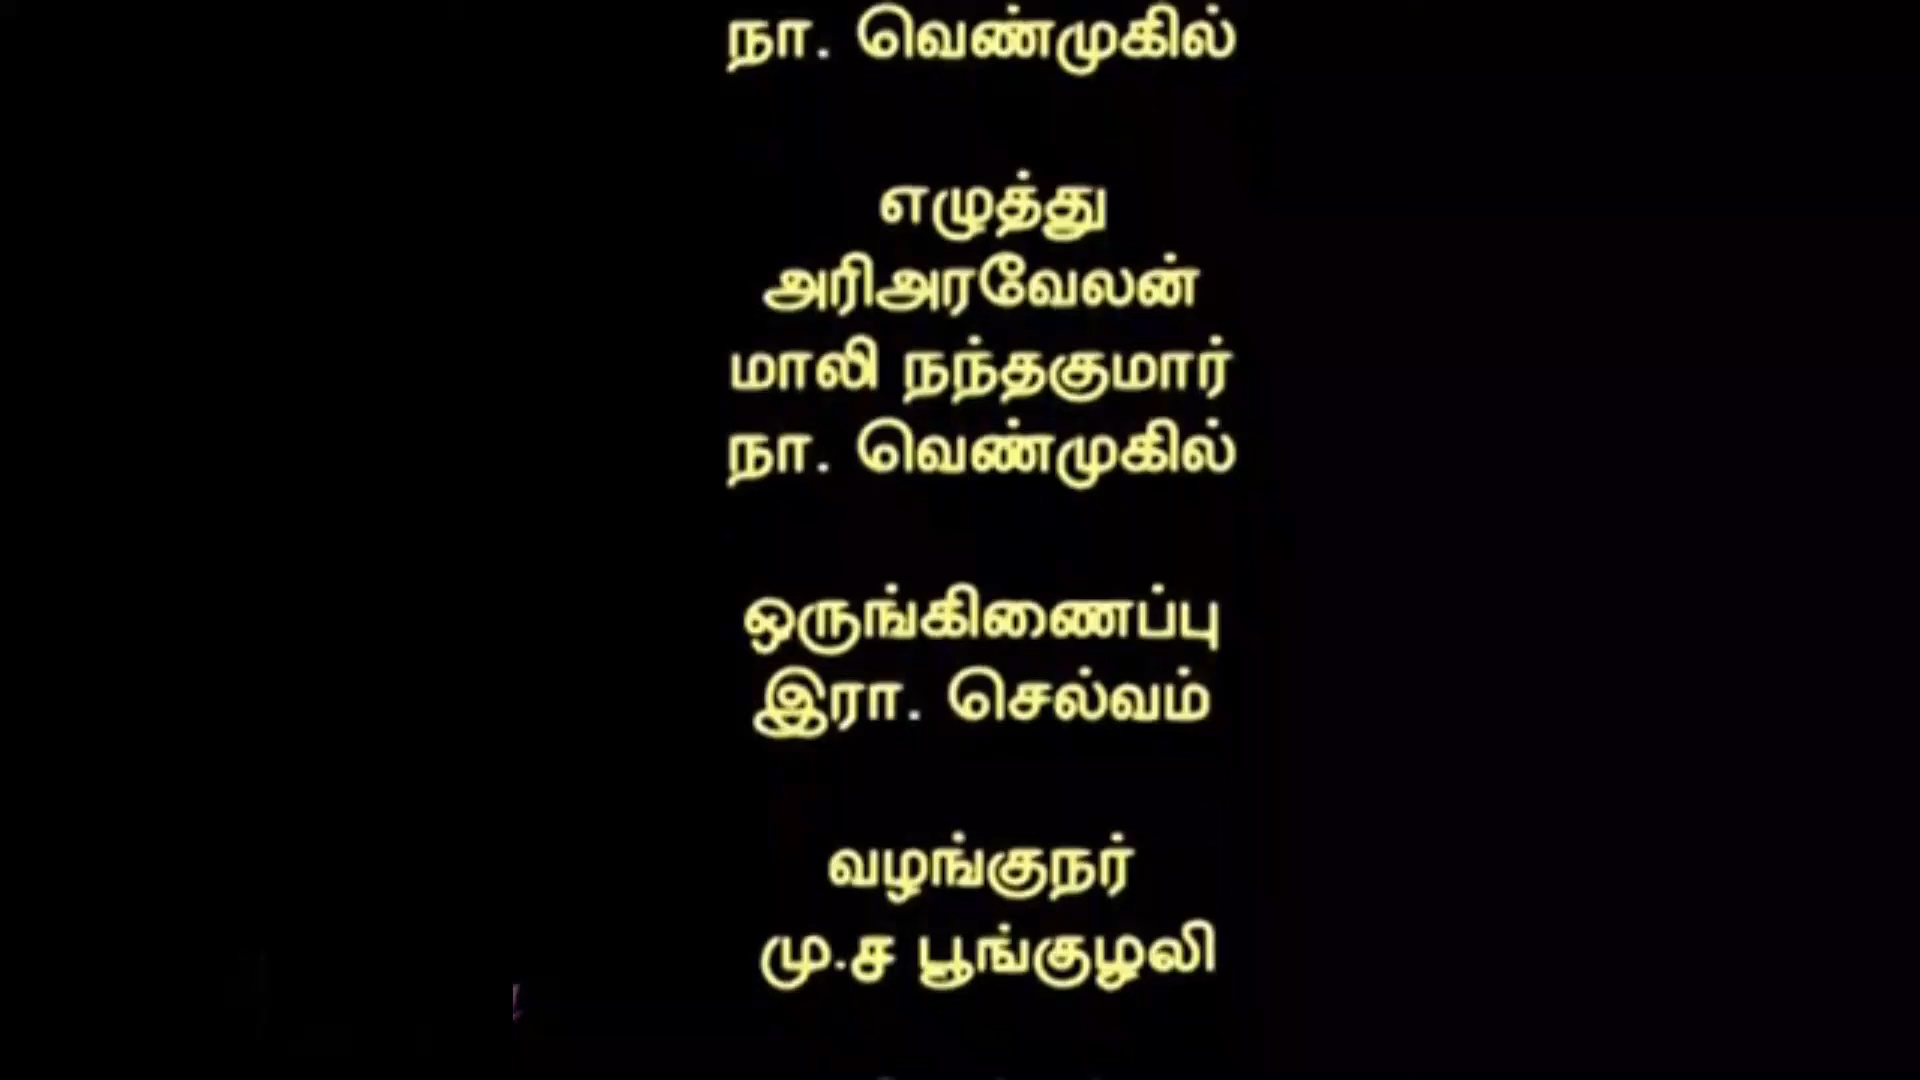 நா. வெண்முகில்
எழுத்து
அரிஅரவேலன்
மாலி நந்தகுமார்
நா. வெண்முகில்
ஒருங்கிணைப்பு
இரா. செல்வம்
வழங்குநர்
மு.ச பூங்குழலி